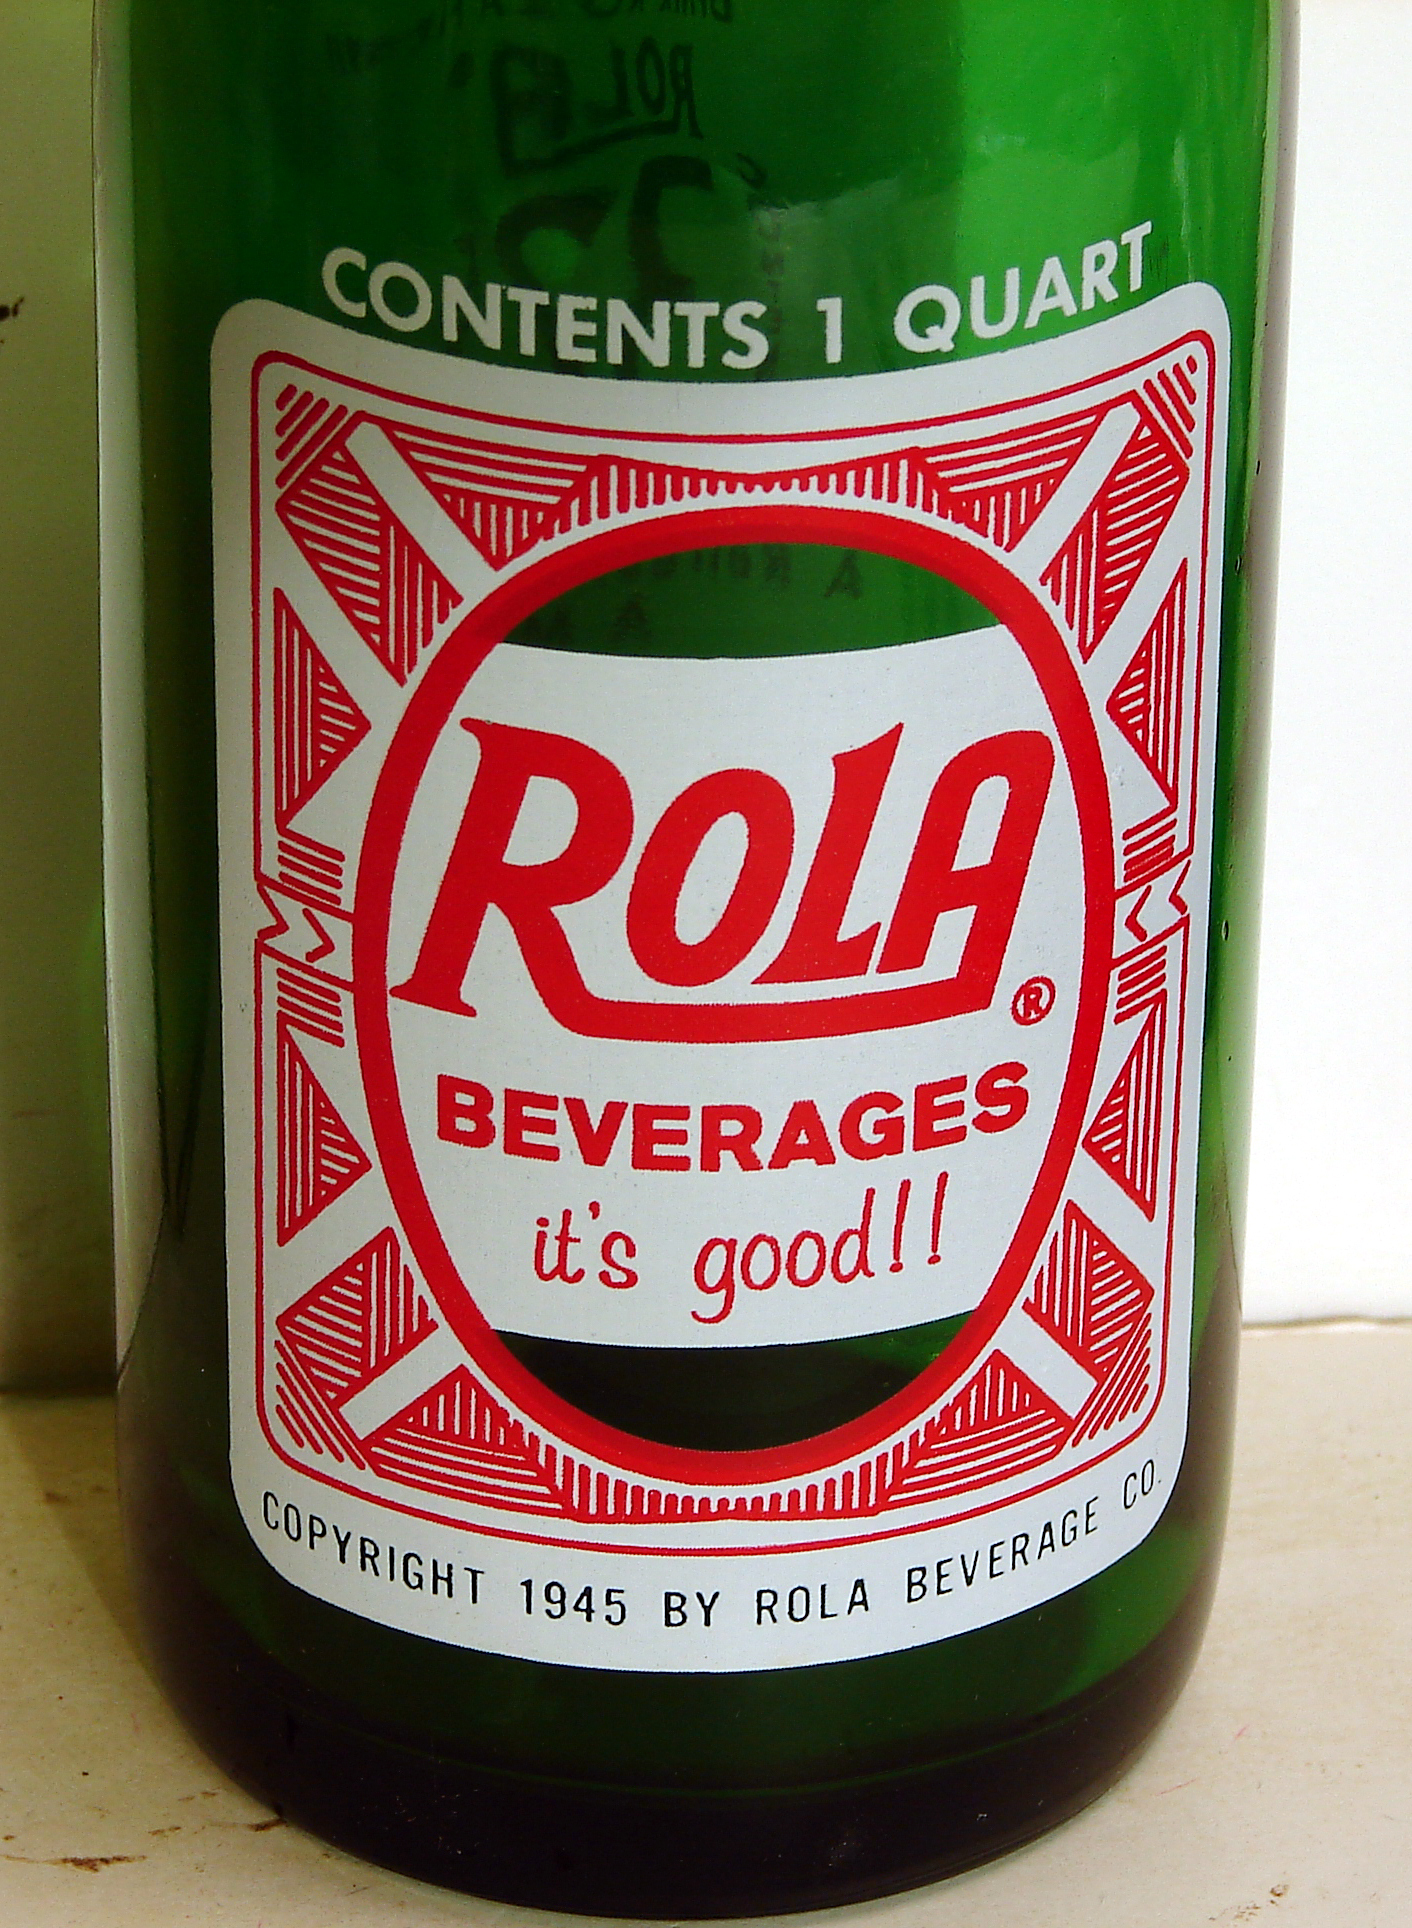 CONTENTS 1 QUART
ROLA
®
BEVERAGES
it's good!!
COPYRIGHT 1945 BY ROLA BEVERAGE CO.